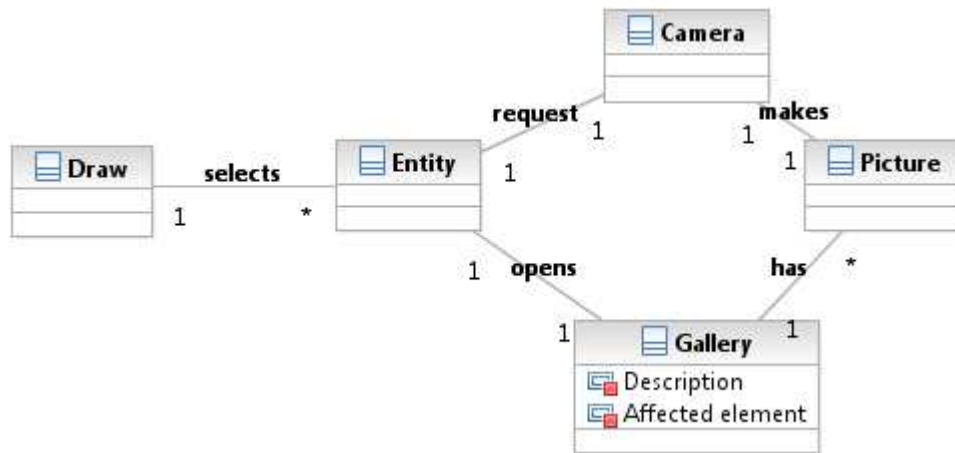 Camera
request
makes
1
1
1
1
Draw
selects
Entity
Picture
1
*
1
opens
has
*
1
1
Gallery
Description
Affected element